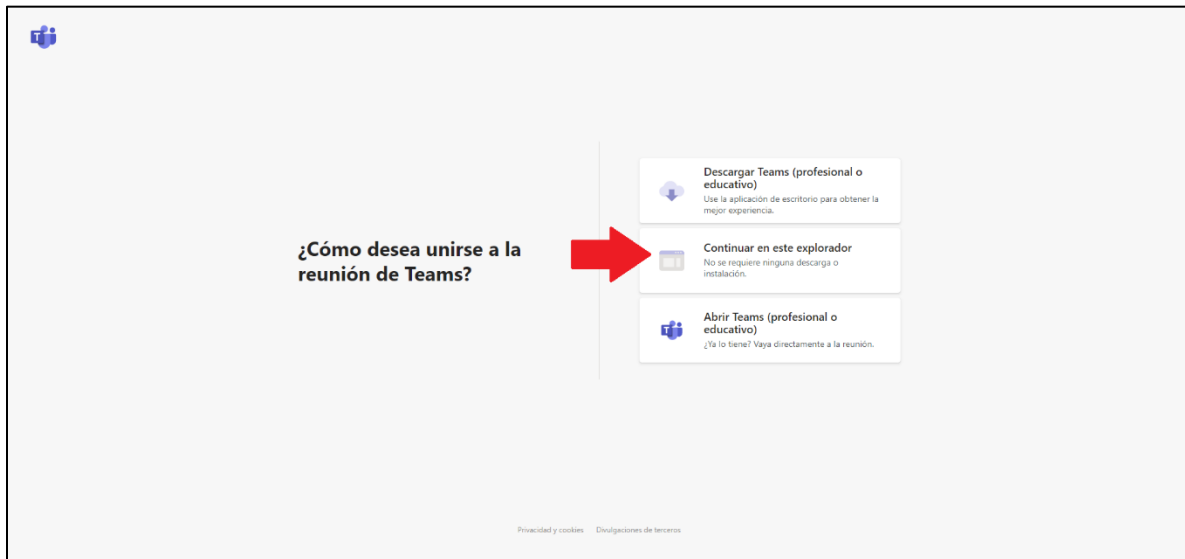 ¿Cómo desea unirse a la
reunión de Teams?
Descargar Teams (profesional o
educativo)
Use la aplicación de escritorio para obtener la
mejor experiencia.
Continuar en este explorador
No se requiere ninguna descarga o
instalación.
Abrir Teams (profesional o
educativo)
¿Ya lo tiene? Vaya directamente a la reunión.
Privacidad y cookies Divulgaciones de terceros